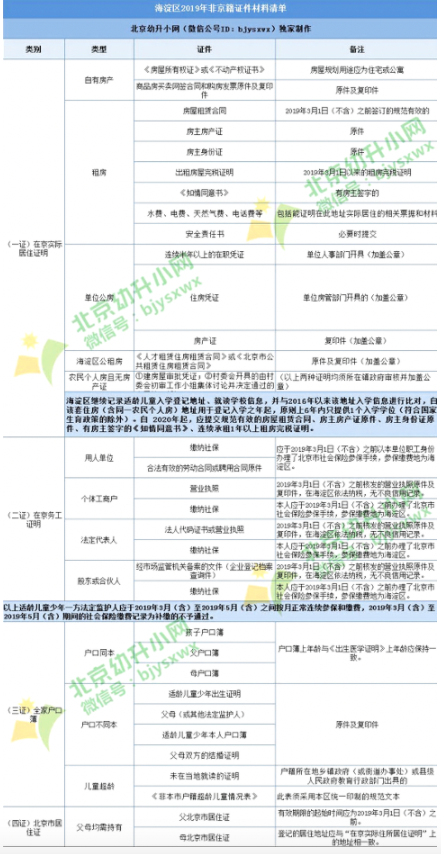 海淀区2019年非京籍证件材料清单
北京幼升小网（微信公众号ID：bjysxwx）独家制作
类别 类型 证件 备注
（一证）在京实际居住证明
自有房产
《房屋所有权证》或《不动产权证书》 房屋规划用途应为住宅或公寓
商品房买卖网签合同和购房发票原件及复印件 原件及复印件
租房
房屋租赁合同 2019年3月1日（不含）之前签订的规范有效的
房主房产证 原件
房主身份证 原件
出租房屋完税证明 2019年3月1日以来的租房完税证明
《知情同意书》 有房主签字的
水费、电费、天然气费、电话费等 包括能证明在此地址实际居住的相关票据和材料
安全责任书 必要时提交
单位公房
连续半年以上的在职凭证 单位人事部门开具（加盖公章）
住房凭证 单位房管部门开具的（加盖公章）
房产证 复印件（加盖公章）
海淀区公租房 《人才租赁住房租赁合同》或《北京市公共租赁住房租赁合同》 原件及复印件（加盖公章）
农民个人房自无房产证 ①建房屋审批凭证；②村委会开具的由村委会初审工作小组集体讨论并决定通过的 （以上两种证明均须所在镇政府审核并加盖公章）
海淀区继续记录适龄儿童入学登记地址、就读学校信息，并与2016年以来该地址入学信息进行比对，自该套住房（含同一农民个人房）地址用于登记入学之年起，原则上6年内只提供1个入学学位（符合国家生育政策的除外）。自 2020年起，应提交规范有效的房屋租赁合同、房主房产证原件、房主身份证原件、有房主签字的《知情同意书》、连续承租1年以上租房完税证明。
（二证）在京务工证明
用人单位
缴纳社保 应于2019年3月1日（不含）之前以本单位职工身份办理了北京市社会险参保手续，参保缴费地为海淀区。
合法有效的劳动合同或聘用合同原件
个体工商户
营业执照 2019年3月1日（不含）之前核发的营业执照原件及复印件，在海淀区依法纳税，无不良信用记录。
缴纳社保 本人应于2019年3月1日（不含）之前办理了北京市社会险参保手续，参保缴费地为海淀区。
法定代表人
法人代码证书或营业执照 2019年3月1日（不含）之前核发的营业执照原件及复印件，在海淀区依法纳税，无不良信用记录。
缴纳社保 本人应于2019年3月1日（不含）之前办理了北京市社会险参保手续，参保缴费地为海淀区。
股东或合伙人
经市场监管机关备案的文件（企业登记档案查询件） 2019年3月1日（不含）之前核发的营业执照原件及复印件，在海淀区依法纳税，无不良信用记录。
缴纳社保 本人应于2019年3月1日（不含）之前办理了北京市社会险参保手续，参保缴费地为海淀区。
以上适龄儿童少年一方法定监护人应于2019年3月（含）至2019年5月（含）之间按月正常连续参保和缴费，2019年3月（含）至2019年5月（含）期间的社会保险缴费记录为补缴的不予通过。
（三证）全家户口簿
户口同本
孩子户口簿
父户口簿
母户口簿
户口簿上年龄与《出生医学证明》上年龄应保持一致。
户口不同本
适龄儿童少年出生证明
父母（或其他法定监护人）
适龄儿童少年本人户口簿
父母双方的结婚证明
原件及复印件
儿童超龄
未在当地就读的证明 户籍所在地乡镇政府（或街道办事处）或县级人民政府教育行政部门出具的
《非本市户籍超龄儿童情况表》 此表须采用本区统一印制的规范文本
（四证）北京市居住证
父母均需持有
父北京市居住证 有效期限的起始时间应为2019年3月1日（不含）之前。
母北京市居住证 登记的居住地址应与“在京实际住所居住证明”上的地址相一致。
北京幼升小网
微信号：bjysxwx